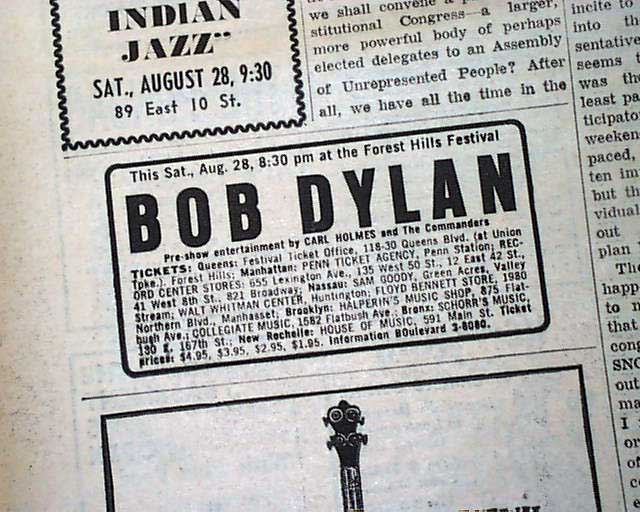 INDIAN
JAZZ"
SAT., AUGUST 28, 9:30
89 East 10 St.
we shall convene a
stitutional Congress—a larger,
more powerful body of perhaps
elected delegates to an Assembly
of Unrepresented People? After
all, we have all the time in the
This Sat., Aug. 28, 8:30 pm at the Forest Hills Festival
BOB DYLAN
Pre-show entertainment by CARL HOLMES and The Commanders
TICKETS: Queens: Festival Ticket Office, 118-30 Queens Blvd. (at Union
Tpke.), Forest Hills; Manhattan: PENN TICKET AGENCY, Penn Station; REC-
ORD CENTER STORES: 655 Lexington Ave., 135 West 50 St., 12 East 42 St.,
41 West 8th St., 821 Broadway; Nassau: SAM GOODY, Green Acres, Valley
Stream; WALT WHITMAN CENTER, Huntington; FLOYD BENNETT STORE, 1980
Northern Blvd., Manhasset; Brooklyn: HALPERIN'S MUSIC SHOP, 875 Flat-
bush Ave., COLLEGIATE MUSIC, 1582 Flatbush Ave.; Bronx: SCHORR'S MUSIC,
130 E. 167th St.; New Rochelle: HOUSE OF MUSIC, 591 Main St. Ticket
prices: $4.95, $3.95, $2.95, $1.95. Information BOulevard 3-8080.
incite to
into th
sentative
seems t
was th
least pa
ticipator
weeken
paced,
ten im
but th
vidual
out
plan
The
happ
to n
that
cong
SNC
out
ma
I
or
of